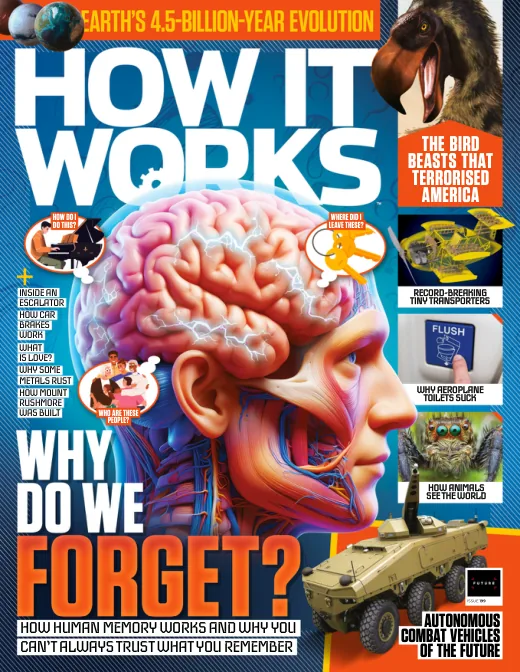 EARTH'S 4.5-BILLION-YEAR EVOLUTION
HOW IT
WORKS
™
THE BIRD
BEASTS THAT
TERRORISED
AMERICA
HOW DO I
DO THIS?
WHERE DID I
LEAVE THESE?
RECORD-BREAKING
TINY TRANSPORTERS
+
INSIDE AN
ESCALATOR
HOW CAR
BRAKES
WORK
WHAT
IS LOVE?
WHY SOME
METALS RUST
HOW MOUNT
RUSHMORE
WAS BUILT
FLUSH
WHY AEROPLANE
TOILETS SUCK
WHO ARE THESE
PEOPLE?
HOW ANIMALS
SEE THE WORLD
WHY
DO WE
FORGET?
HOW HUMAN MEMORY WORKS AND WHY YOU
CAN'T ALWAYS TRUST WHAT YOU REMEMBER
FUTURE
ISSUE 199
AUTONOMOUS
COMBAT VEHICLES
OF THE FUTURE